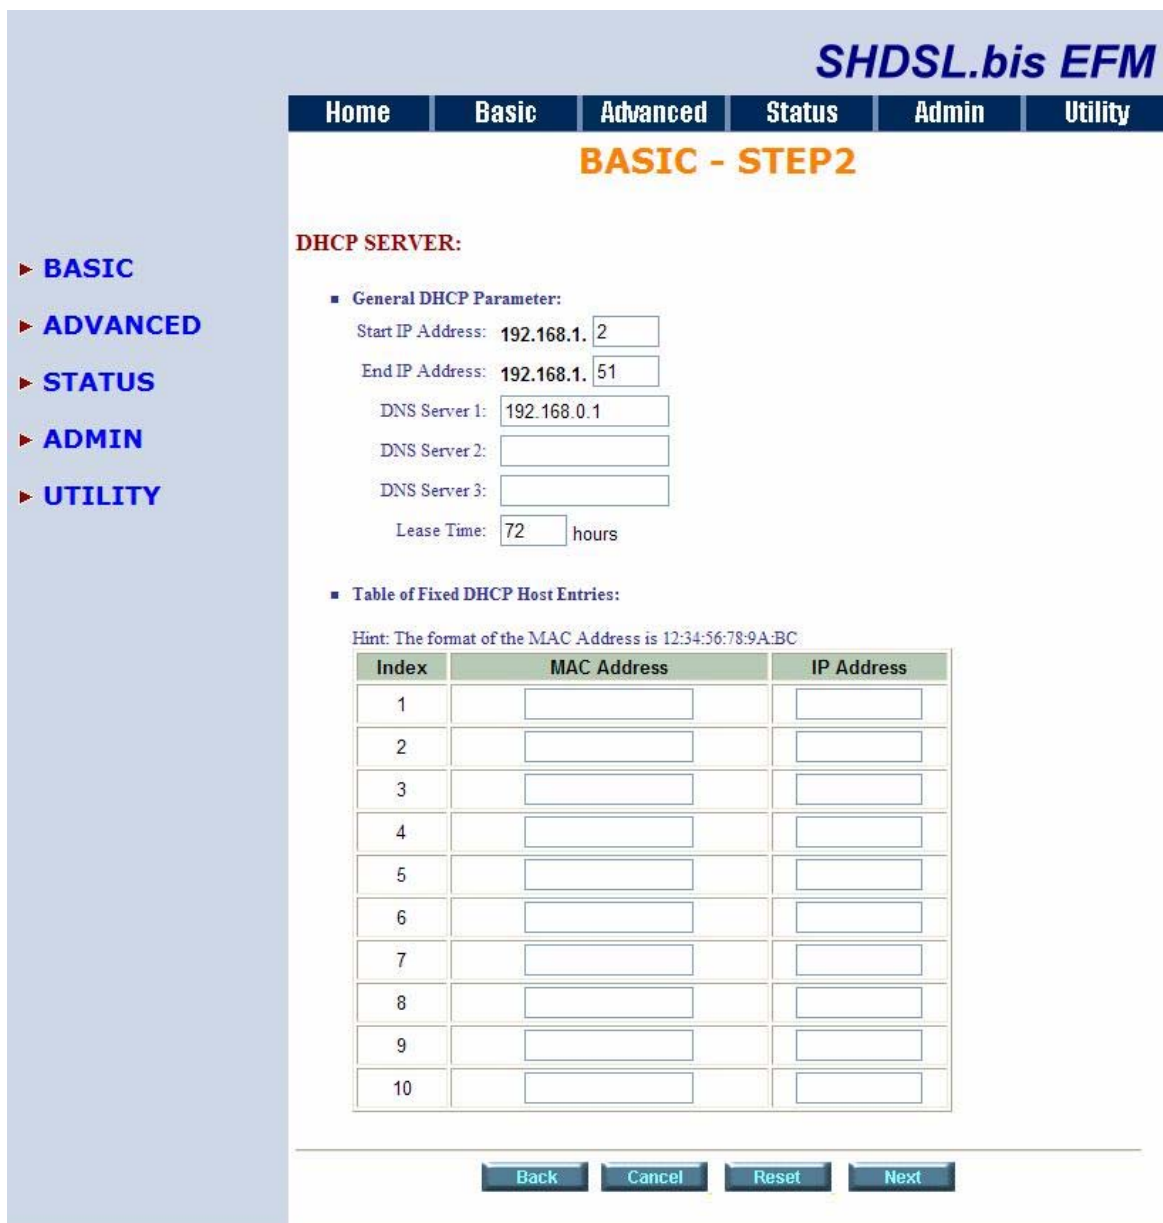 SHDSL.bis EFM
Home Basic Advanced Status Admin Utility
BASIC - STEP2
BASIC
ADVANCED
STATUS
ADMIN
UTILITY
DHCP SERVER:
General DHCP Parameter:
Start IP Address: 192.168.1. 2
End IP Address: 192.168.1. 51
DNS Server 1: 192.168.0.1
DNS Server 2:
DNS Server 3:
Lease Time: 72 hours
Table of Fixed DHCP Host Entries:
Hint: The format of the MAC Address is 12:34:56:78:9A:BC
Index MAC Address IP Address
1
2
3
4
5
6
7
8
9
10
Back Cancel Reset Next